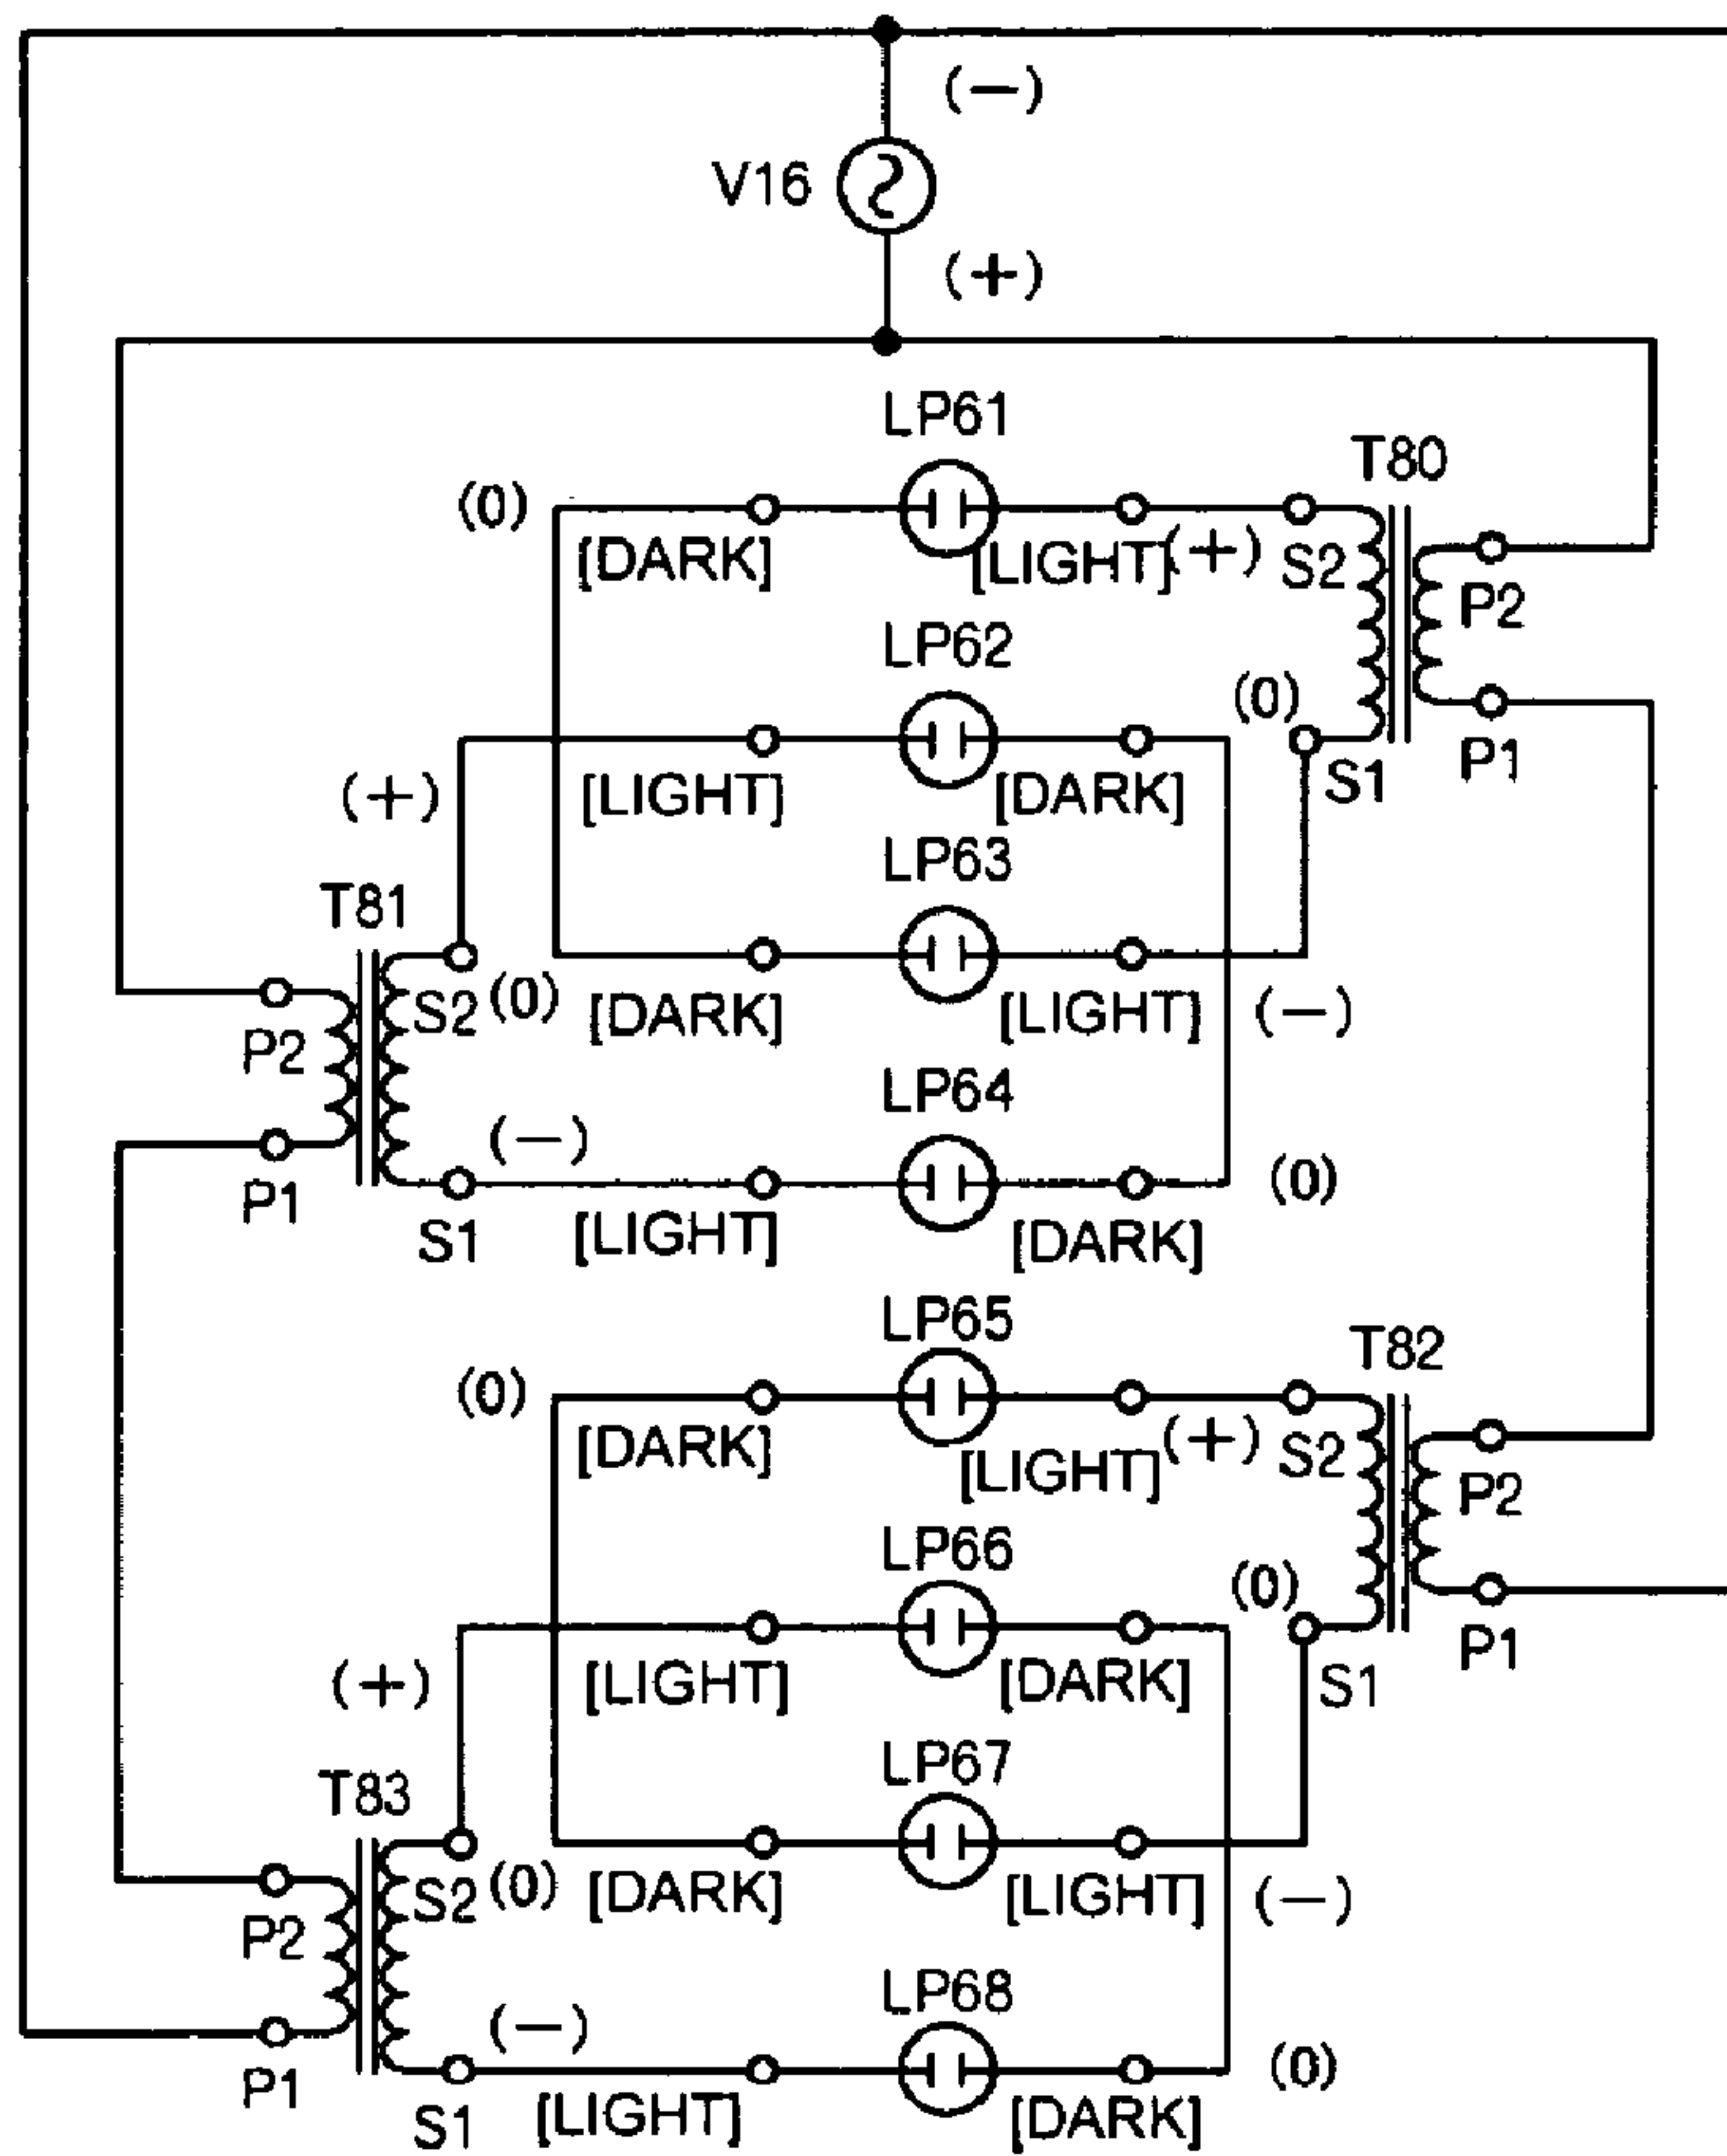 (−)
V16
(+)
LP61
T80
(0)
[DARK]
[LIGHT]
(+)
S2
P2
LP62
(0)
P1
S1
[LIGHT]
[DARK]
(+)
LP63
T81
S2
(0)
[DARK]
[LIGHT]
(−)
P2
LP64
(−)
(0)
P1
S1
[LIGHT]
[DARK]
LP65
T82
(0)
[DARK]
[LIGHT]
(+)
S2
P2
LP66
(0)
P1
S1
[LIGHT]
[DARK]
(+)
LP67
T83
S2
(0)
[DARK]
[LIGHT]
(−)
P2
LP68
(−)
(0)
P1
S1
[LIGHT]
[DARK]